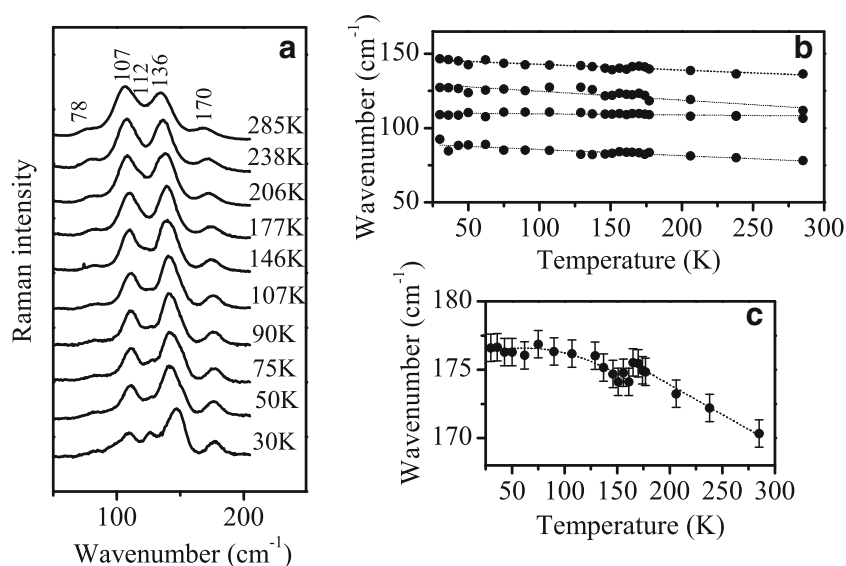 a
78
107
112
136
170
285K
238K
206K
177K
146K
107K
90K
75K
50K
30K
Raman intensity
100
200
Wavenumber (cm-1)
b
150
100
50
Wavenumber (cm-1)
50 100 150 200 250 300
Temperature (K)
c
180
175
170
Wavenumber (cm-1)
50 100 150 200 250 300
Temperature (K)